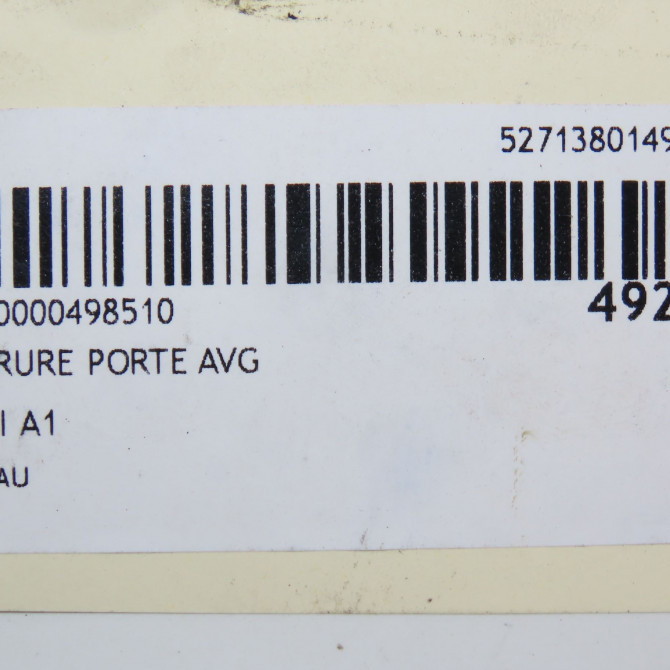 527138014
0000498510
492
RURE PORTE AVG
I A1
AU